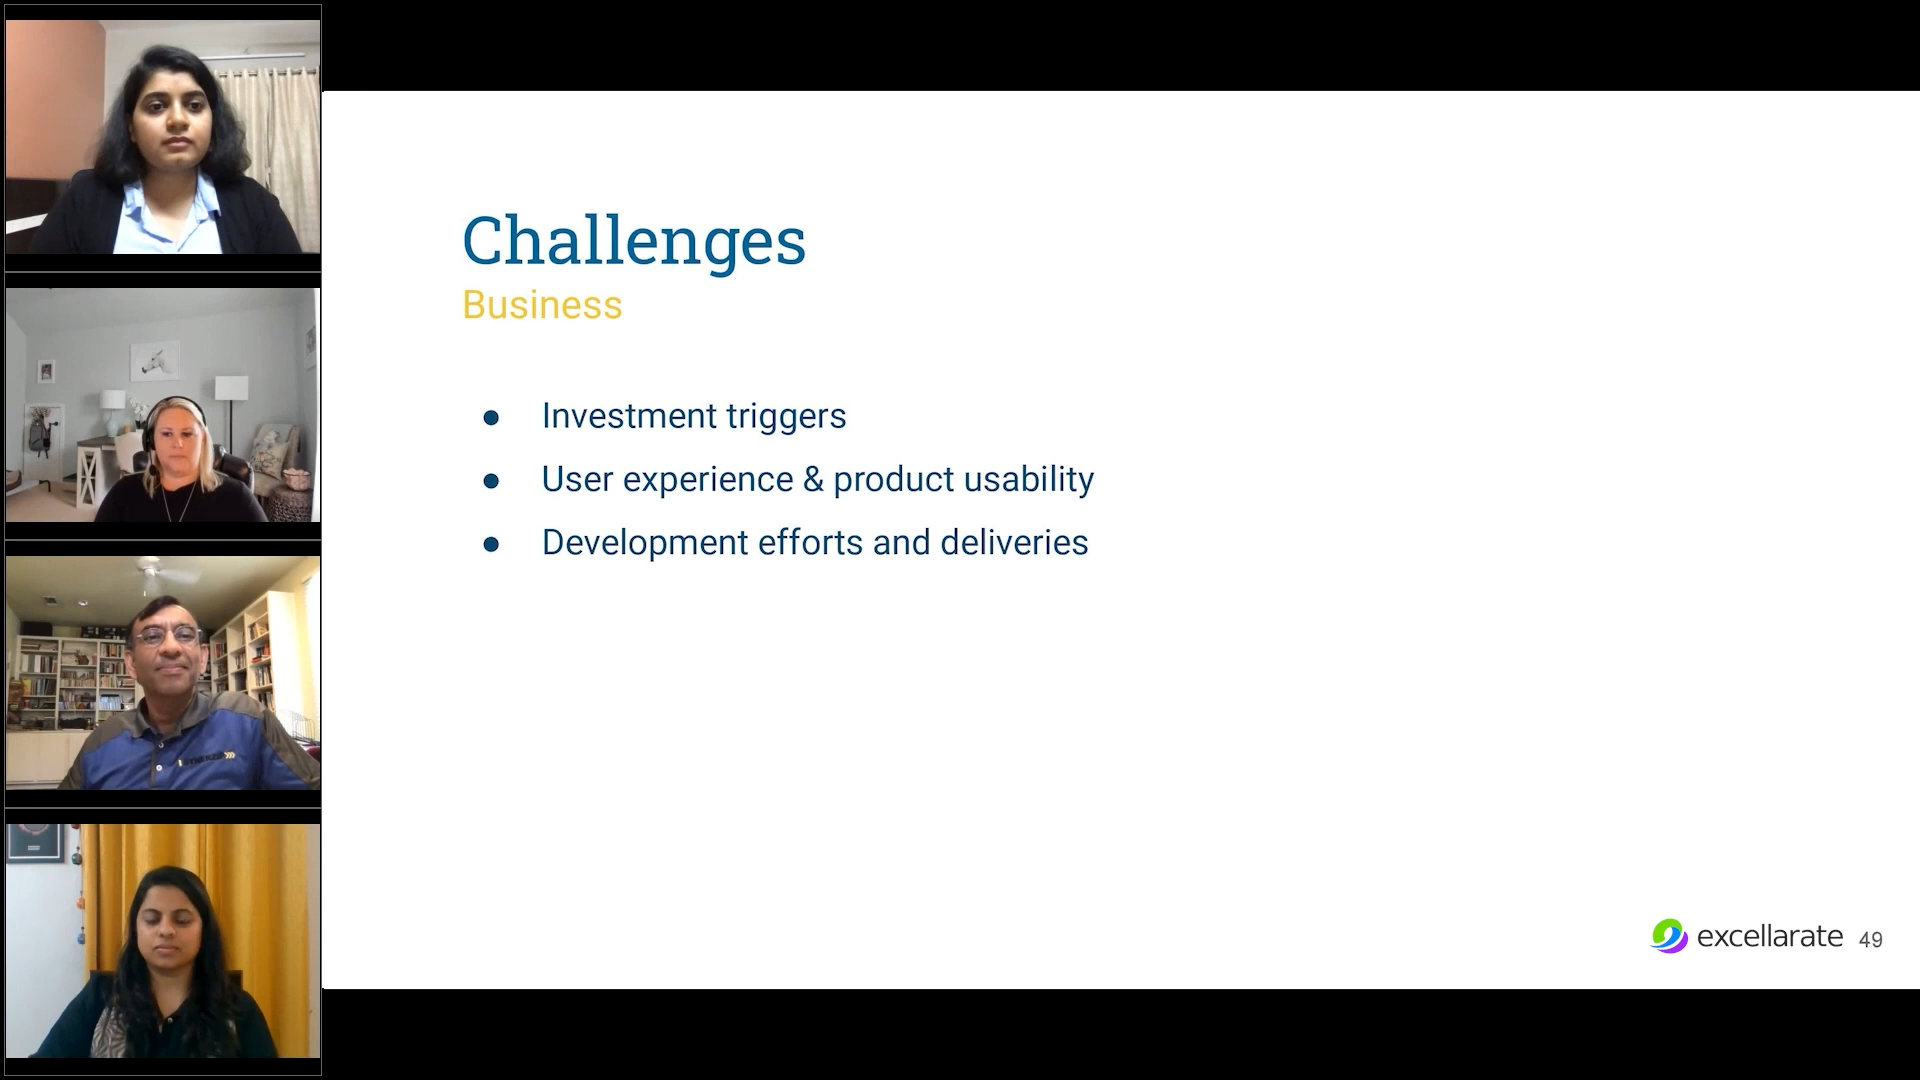 Challenges
Business
● Investment triggers
● User experience & product usability
● Development efforts and deliveries
excellarate 49